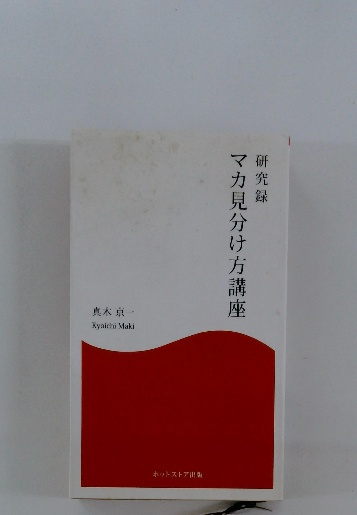 研究録
マカ見分け方講座
真木 京一
Kyoichi Maki
ホットストア出版